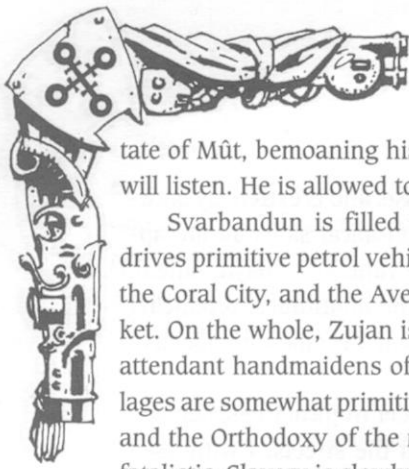 tate of Mût, bemoaning his
will listen. He is allowed to
Svarbandun is filled
drives primitive petrol vehi
the Coral City, and the Ave
ket. On the whole, Zujan is
attendant handmaidens of
lages are somewhat primiti
and the Orthodoxy of the